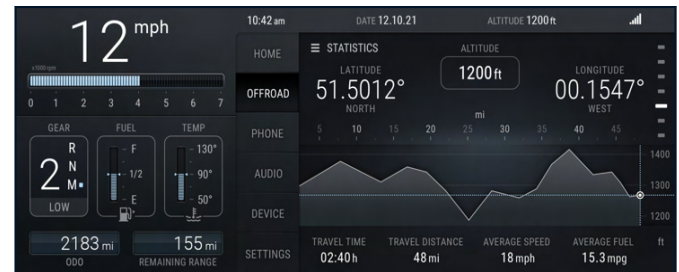 12 mph
x1000 rpm
0 1 2 3 4 5 6 7
GEAR
2
R
N
M
LOW
FUEL
F
1/2
E
TEMP
130°
90°
50°
2183 mi
ODO
155 mi
REMAINING RANGE
10:42 am
DATE 12.10.21
ALTITUDE 1200 ft
HOME
OFFROAD
PHONE
AUDIO
DEVICE
SETTINGS
STATISTICS
LATITUDE
51.5012°
NORTH
ALTITUDE
1200 ft
LONGITUDE
00.1547°
WEST
mi
5 10 15 20 25 30 35 40 45
1400
1300
1200
ft
TRAVEL TIME
02:40 h
TRAVEL DISTANCE
48 mi
AVERAGE SPEED
18 mph
AVERAGE FUEL
15.3 mpg